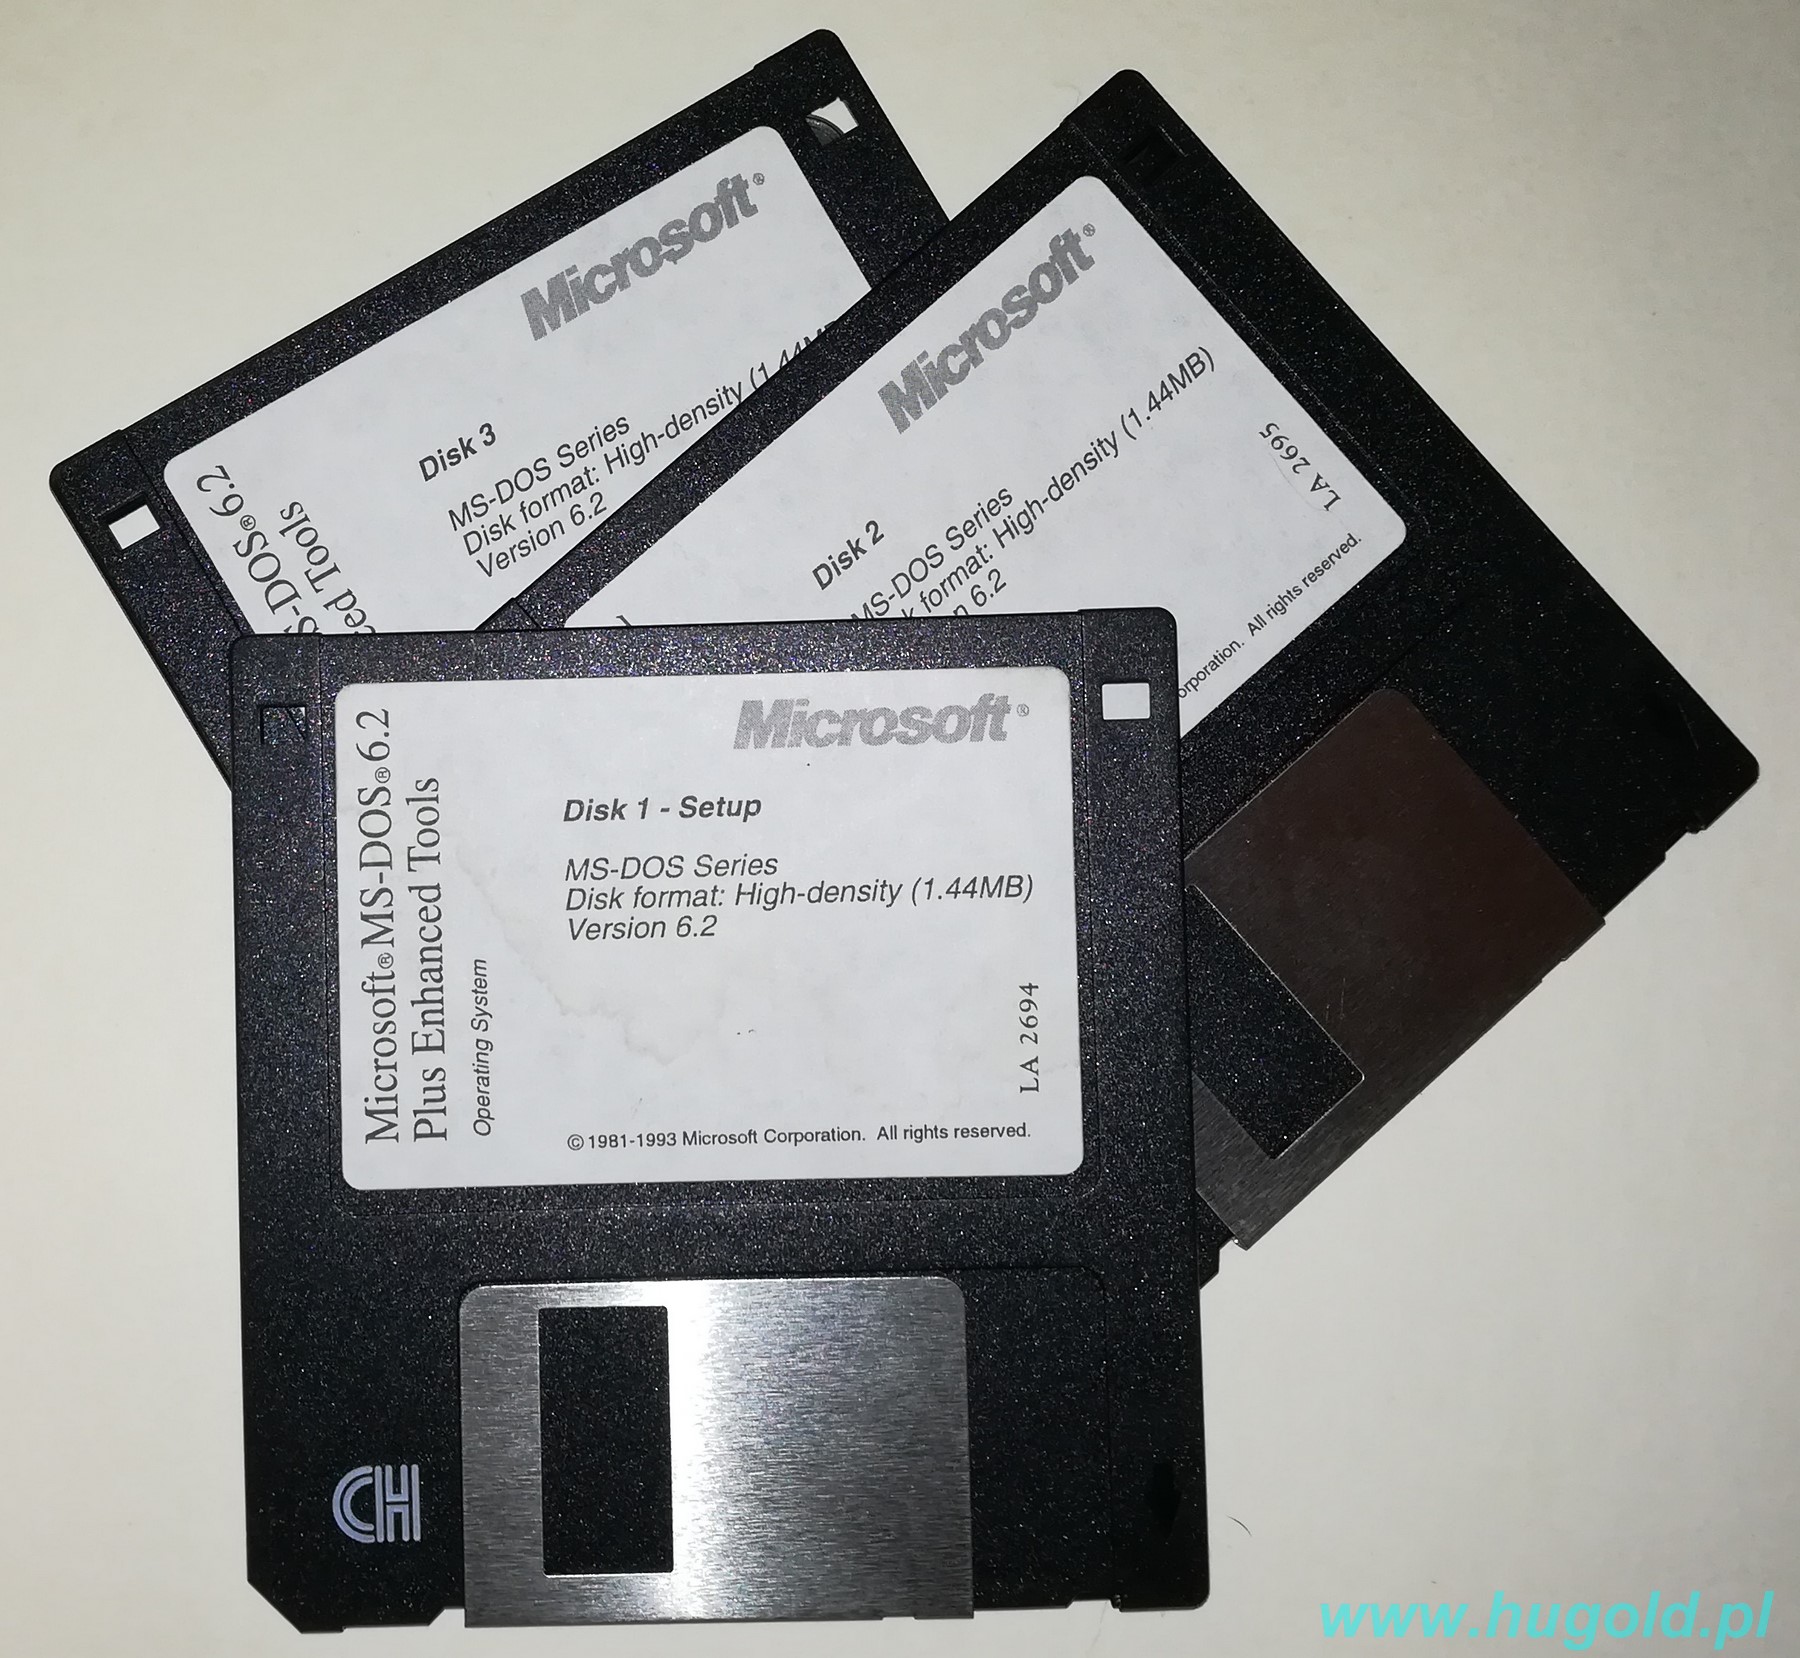 Microsoft®
Disk 3
MS-DOS Series
Disk format: High-density
Version 6.2
6.2
Tools
Microsoft®
Disk 2
MS-DOS Series
format: High-density (1.44MB)
6.2
LA 2695
All rights reserved.
Microsoft® MS-DOS® 6.2
Plus Enhanced Tools
Operating System
Microsoft®
Disk 1 - Setup
MS-DOS Series
Disk format: High-density (1.44MB)
Version 6.2
LA 2694
© 1981-1993 Microsoft Corporation. All rights reserved.
CH
www.hugold.pl